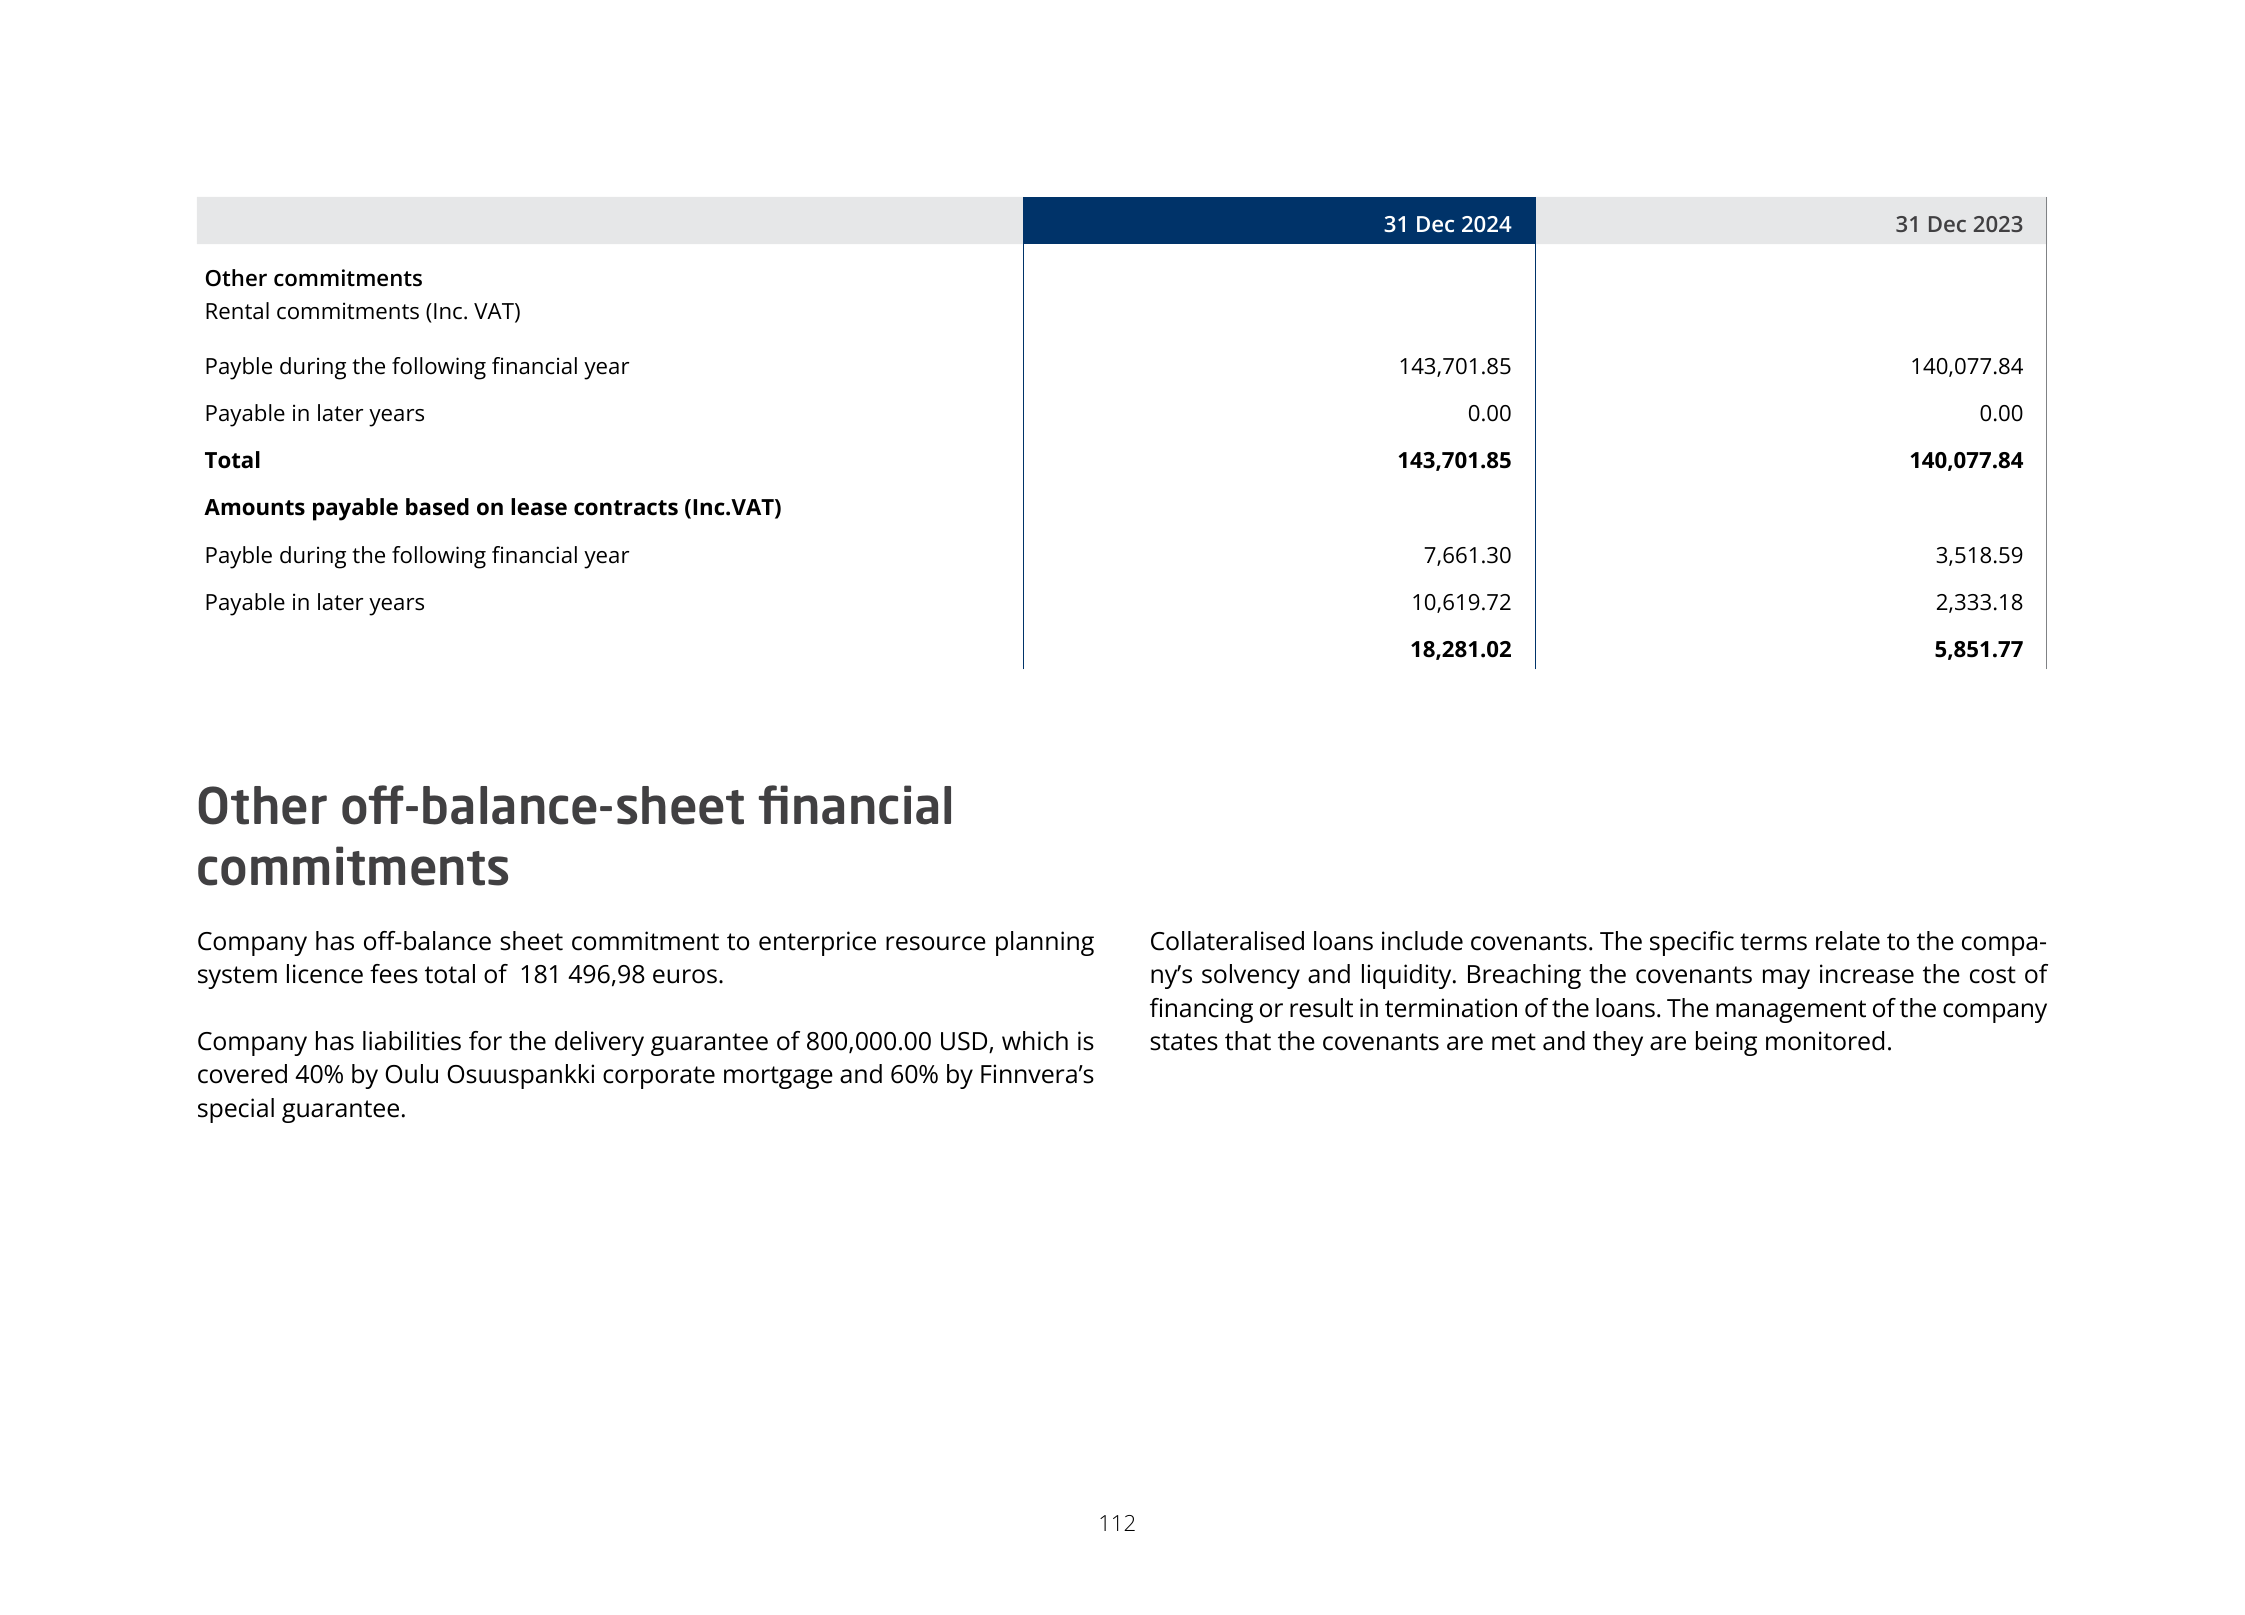 31 Dec 2024 31 Dec 2023
Other commitments
Rental commitments (Inc. VAT)
Payble during the following financial year 143,701.85 140,077.84
Payable in later years 0.00 0.00
Total 143,701.85 140,077.84
Amounts payable based on lease contracts (Inc.VAT)
Payble during the following financial year 7,661.30 3,518.59
Payable in later years 10,619.72 2,333.18
18,281.02 5,851.77
Other off-balance-sheet financial
commitments
Company has off-balance sheet commitment to enterprice resource planning
system licence fees total of  181 496,98 euros.
Company has liabilities for the delivery guarantee of 800,000.00 USD, which is
covered 40% by Oulu Osuuspankki corporate mortgage and 60% by Finnvera’s
special guarantee.
Collateralised loans include covenants. The specific terms relate to the compa-
ny’s solvency and liquidity. Breaching the covenants may increase the cost of
financing or result in termination of the loans. The management of the company
states that the covenants are met and they are being monitored.
112